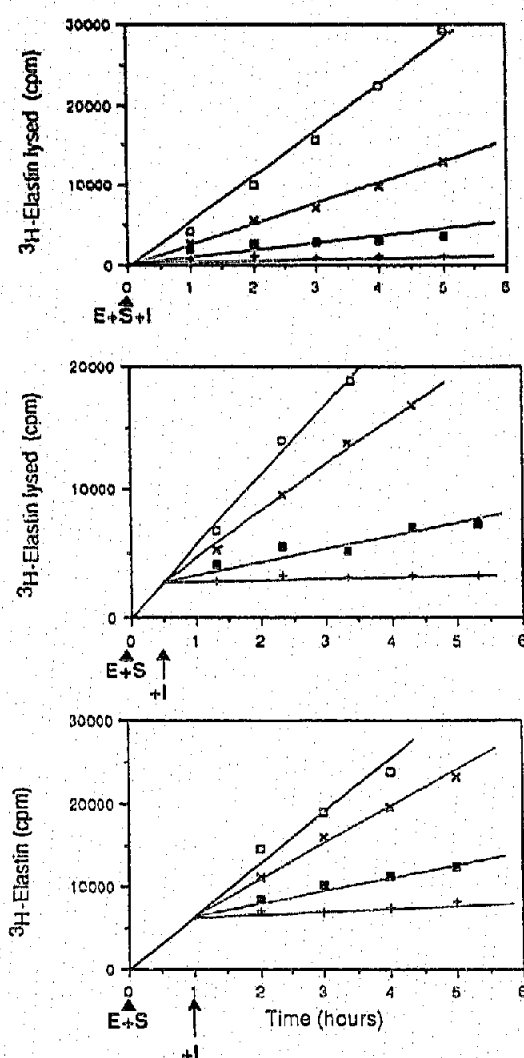 30000
20000
10000
0
³H-Elastin lysed (cpm)
0 1 2 3 4 5 6
E+S+I
20000
10000
0
³H-Elastin lysed (cpm)
0 1 2 3 4 5 6
E+S
+I
30000
20000
10000
0
³H-Elastin (cpm)
0 1 2 3 4 5 6
E+S
Time (hours)
+I